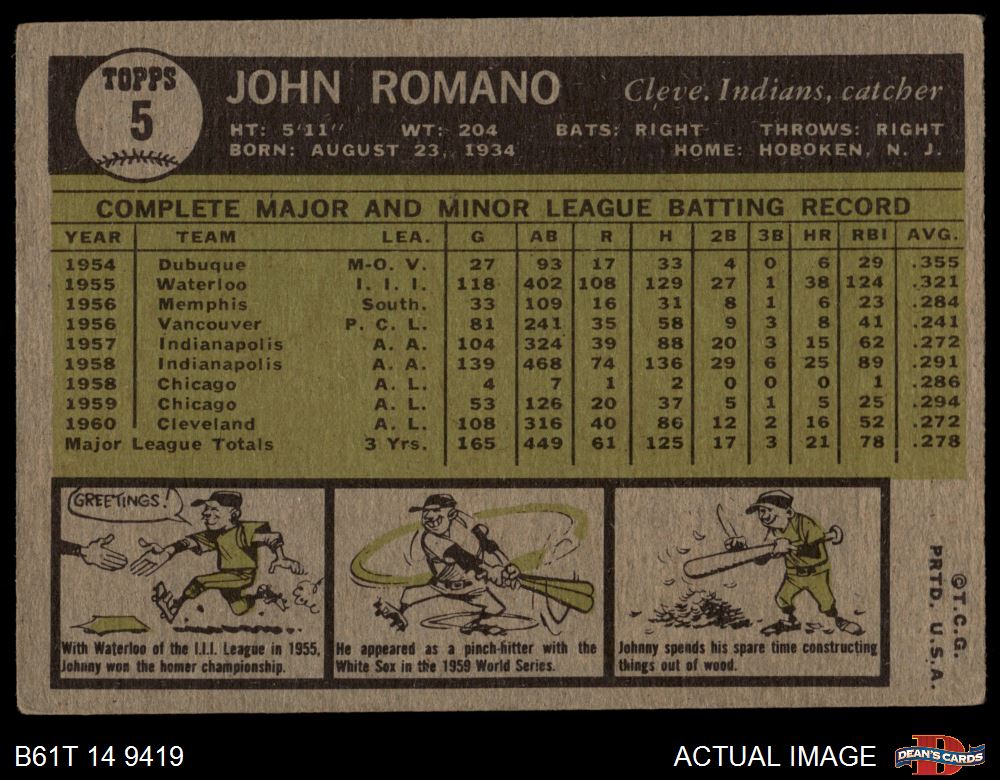 TOPPS
5
JOHN ROMANO
Cleve. Indians, catcher
HT: 5'11" WT: 204 BATS: RIGHT THROWS: RIGHT
BORN: AUGUST 23, 1934 HOME: HOBOKEN, N. J.
COMPLETE MAJOR AND MINOR LEAGUE BATTING RECORD
YEAR TEAM LEA. G AB R H 2B 3B HR RBI AVG.
1954 Dubuque M-O. V. 27 93 17 33 4 0 6 29 .355
1955 Waterloo I. I. I. 118 402 108 129 27 1 38 124 .321
1956 Memphis South. 33 109 16 31 8 1 6 23 .284
1956 Vancouver P. C. L. 81 241 35 58 9 3 8 41 .241
1957 Indianapolis A. A. 104 324 39 88 20 3 15 62 .272
1958 Indianapolis A. A. 139 468 74 136 29 6 25 89 .291
1958 Chicago A. L. 4 7 1 2 0 0 0 1 .286
1959 Chicago A. L. 53 126 20 37 5 1 5 25 .294
1960 Cleveland A. L. 108 316 40 86 12 2 16 52 .272
Major League Totals 3 Yrs. 165 449 61 125 17 3 21 78 .278
GREETINGS!
With Waterloo of the I.I.I. League in 1955,
Johnny won the homer championship.
He appeared as a pinch-hitter with the
White Sox in the 1959 World Series.
Johnny spends his spare time constructing
things out of wood.
©T.C.G.
PRTD. U.S.A.
B61T 14 9419
ACTUAL IMAGE
D
DEAN'S CARDS